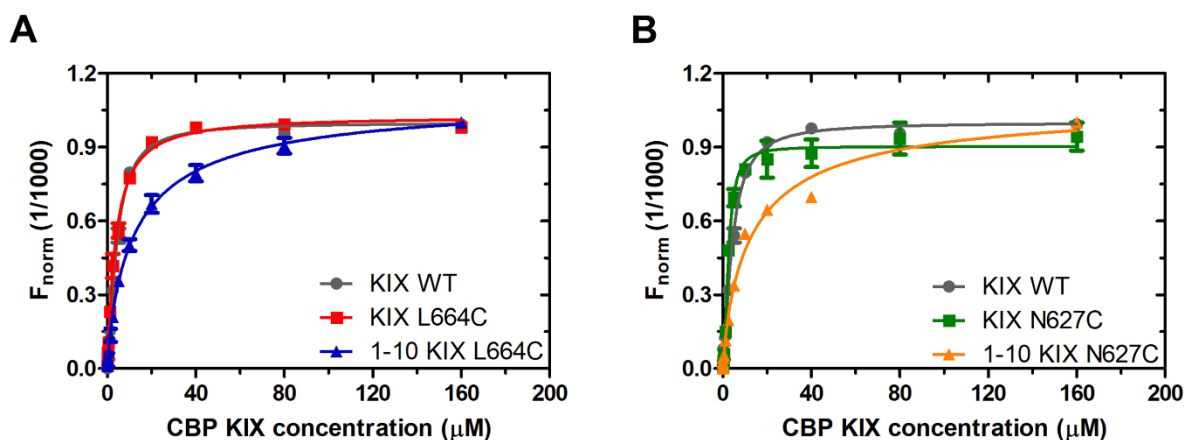 A
B
1.2
0.9
0.6
0.3
0.0
Fnorm (1/1000)
KIX WT
KIX L664C
1-10 KIX L664C
0 40 80 120 160 200
CBP KIX concentration (μM)
1.2
0.9
0.6
0.3
0.0
Fnorm (1/1000)
KIX WT
KIX N627C
1-10 KIX N627C
0 40 80 120 160 200
CBP KIX concentration (μM)